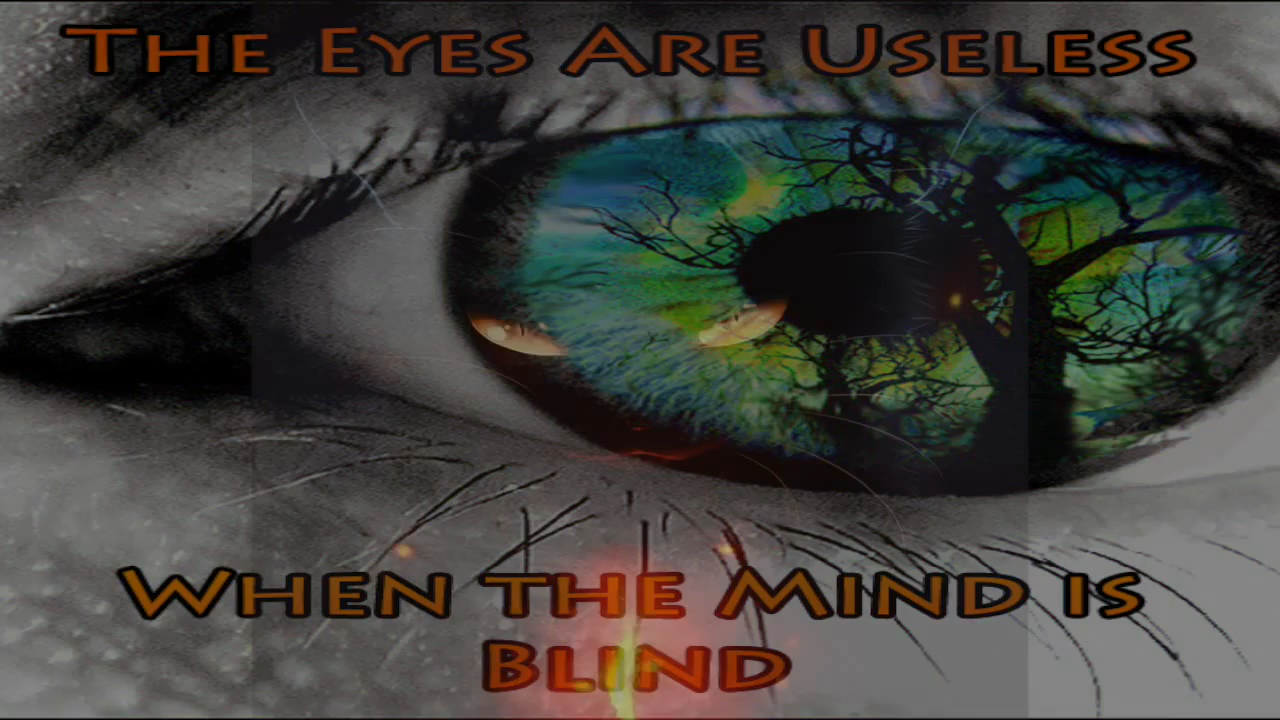 The Eyes Are Useless
When the Mind is
Blind